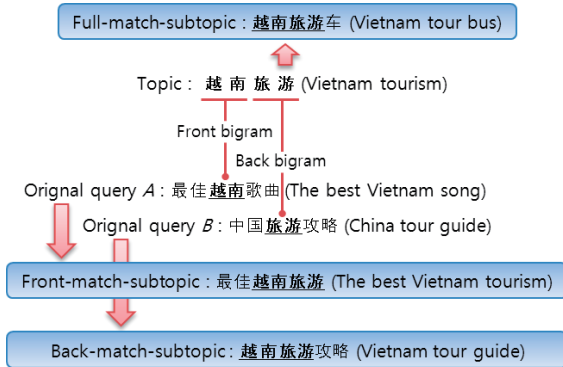 Full-match-subtopic : 越南旅游车 (Vietnam tour bus)
Topic : 越南旅游 (Vietnam tourism)
Front bigram
Back bigram
Orignal query A : 最佳越南歌曲 (The best Vietnam song)
Orignal query B : 中国旅游攻略 (China tour guide)
Front-match-subtopic : 最佳越南旅游 (The best Vietnam tourism)
Back-match-subtopic : 越南旅游攻略 (Vietnam tour guide)